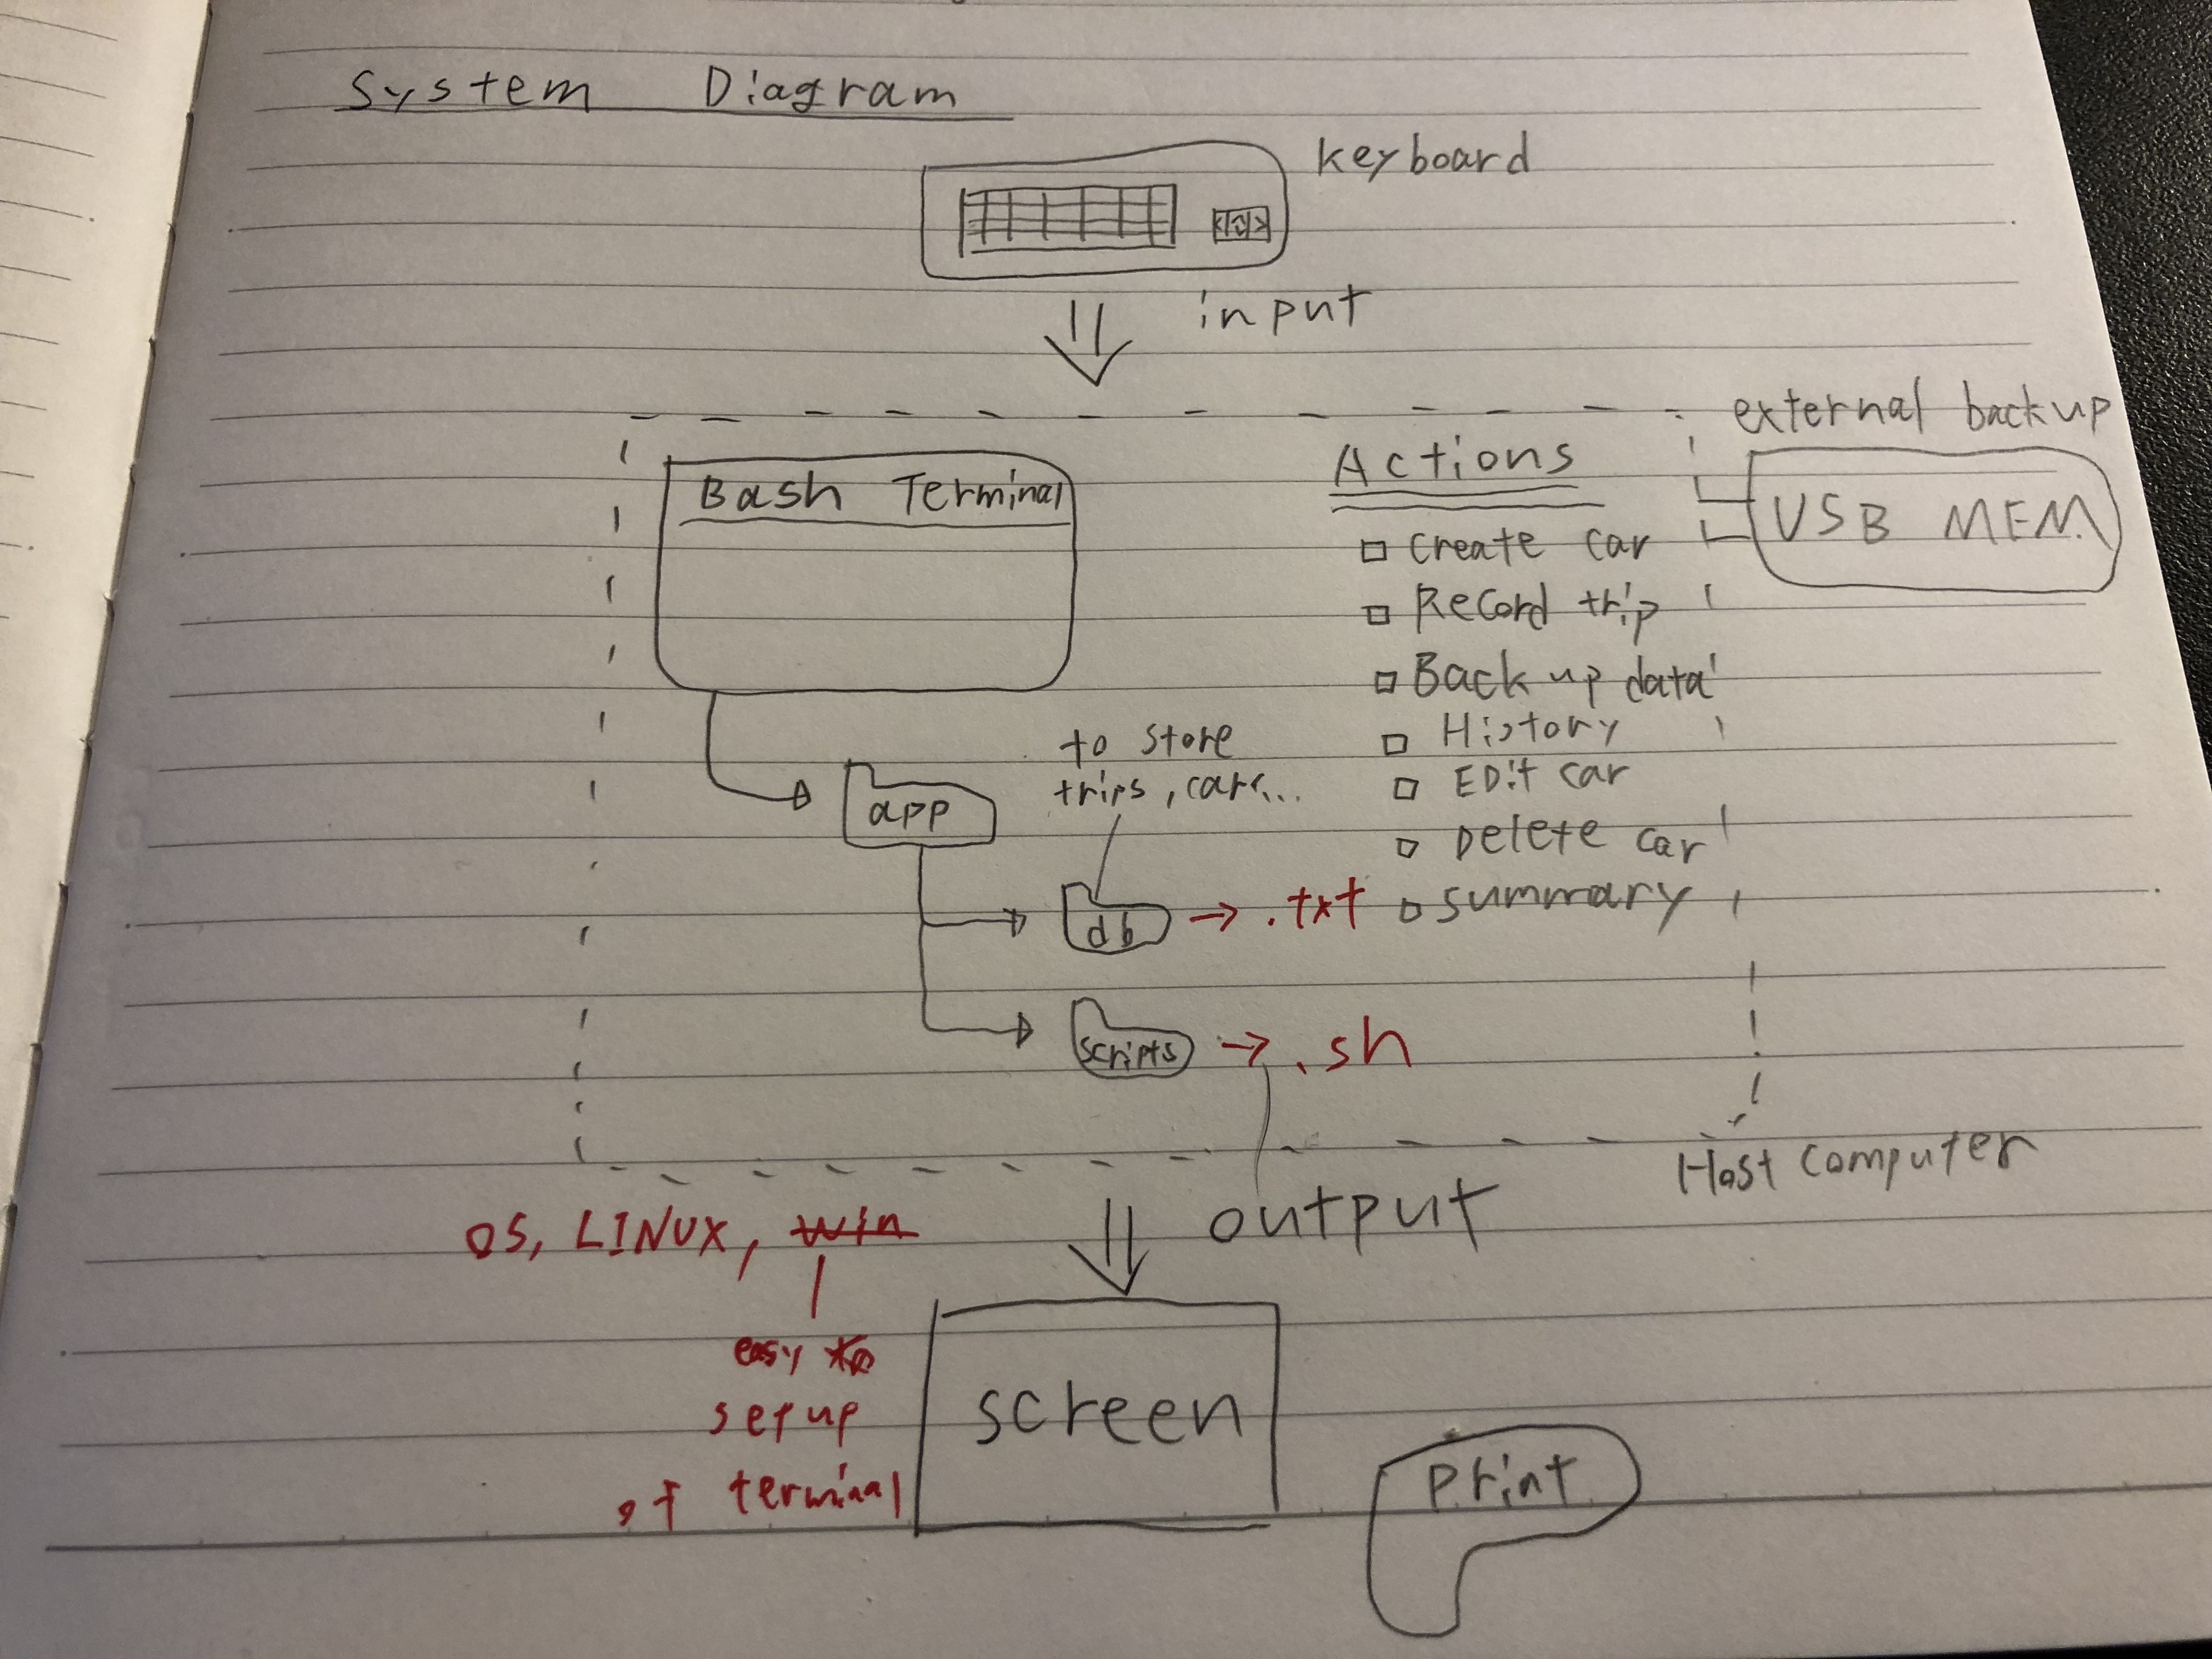 System Diagram
keyboard
input
external backup
USB MEM
Bash Terminal
Actions
create car
Record trip
Back up data
History
EDit car
Delete car
summary
app
to store
trips, cars...
db → .txt
scripts → .sh
Host computer
output
OS, LINUX, win
easy to
setup
of terminal
screen
print